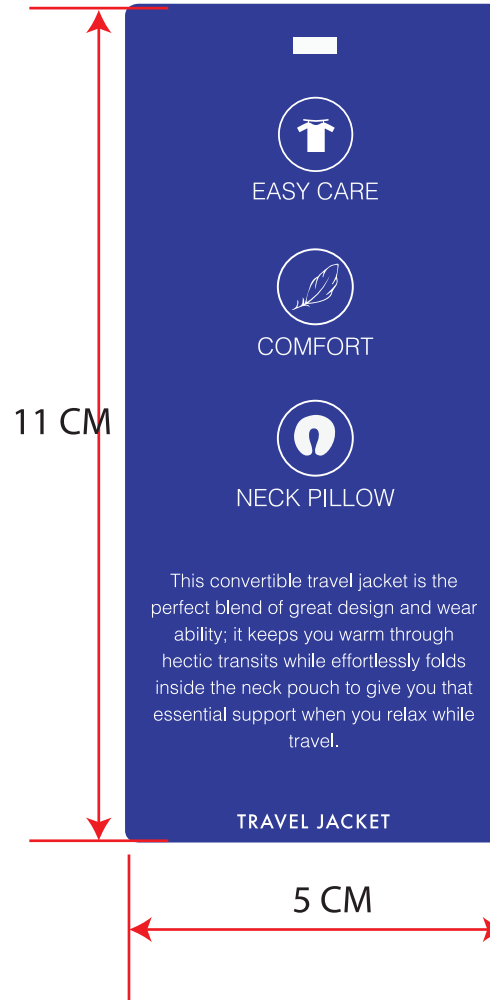 EASY CARE
COMFORT
11 CM
NECK PILLOW
This convertible travel jacket is the
perfect blend of great design and wear
ability; it keeps you warm through
hectic transits while effortlessly folds
inside the neck pouch to give you that
essential support when you relax while
travel.
TRAVEL JACKET
5 CM